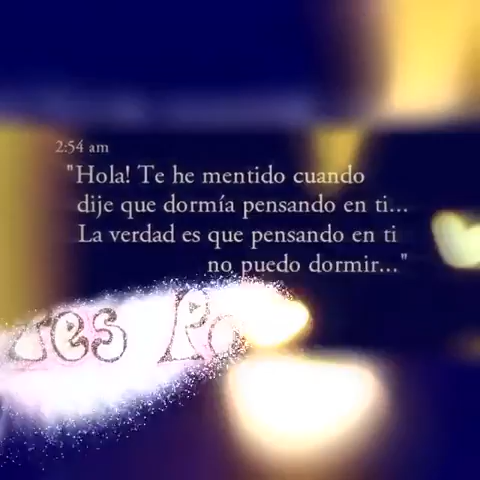 2:54 am
"Hola! Te he mentido cuando
dije que dormía pensando en ti...
La verdad es que pensando en ti
no puedo dormir..."